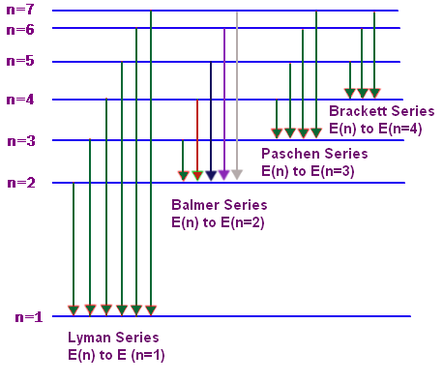 n=7
n=6
n=5
n=4
Brackett Series
E(n) to E(n=4)
n=3
Paschen Series
E(n) to E(n=3)
n=2
Balmer Series
E(n) to E(n=2)
n=1
Lyman Series
E(n) to E (n=1)